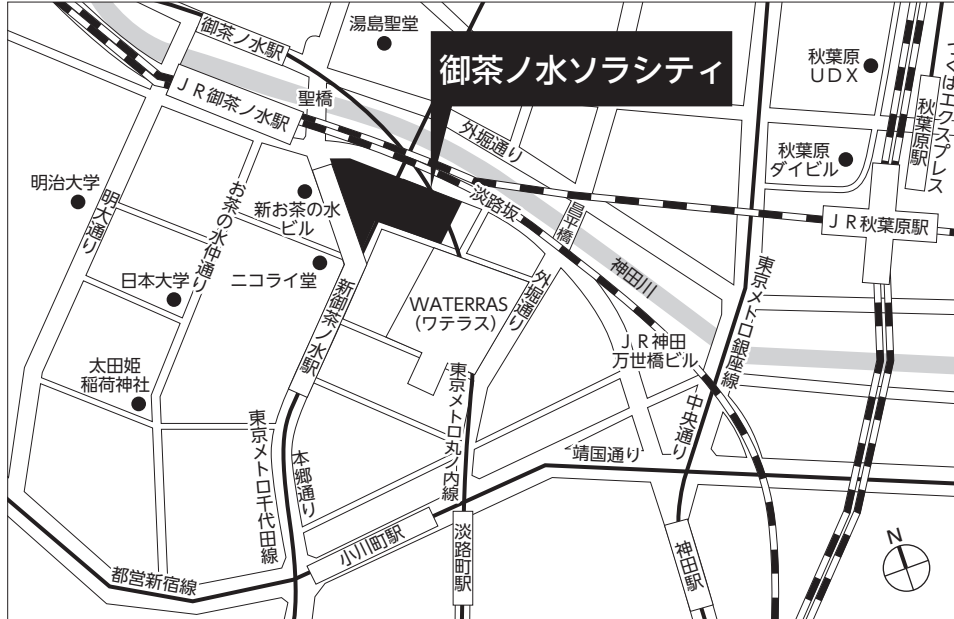 湯島聖堂
御茶ノ水駅
御茶ノ水ソラシティ
秋葉原
UDX
つくばエクスプレス
秋葉原駅
JR御茶ノ水駅
聖橋
外堀通り
秋葉原
ダイビル
明治大学
明大通り
お茶の水仲通り
新お茶の水
ビル
淡路坂
昌平橋
JR秋葉原駅
日本大学
ニコライ堂
新御茶ノ水駅
WATERRAS
(ワテラス)
外堀通り
神田川
東京メトロ銀座線
JR神田
万世橋ビル
太田姫
稲荷神社
東京メトロ千代田線
本郷通り
東京メトロ丸ノ内線
中央通り
靖国通り
小川町駅
淡路町駅
神田駅
都営新宿線
N